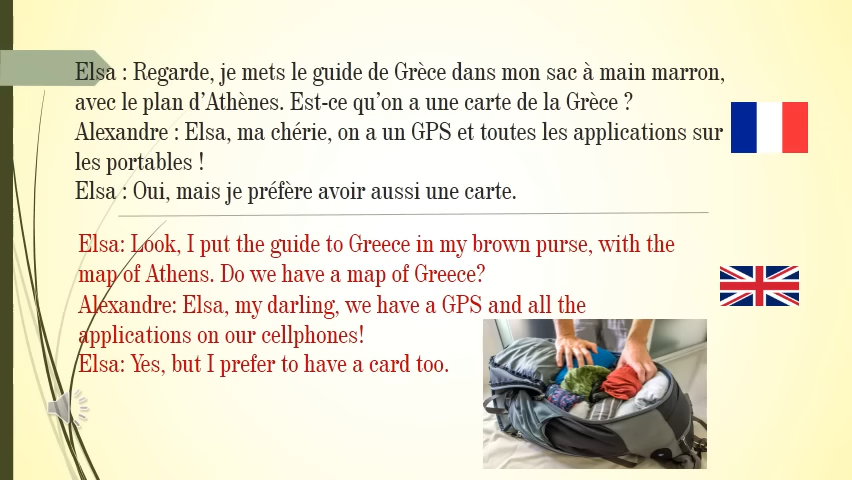 Elsa : Regarde, je mets le guide de Grèce dans mon sac à main marron,
avec le plan d’Athènes. Est-ce qu’on a une carte de la Grèce ?
Alexandre : Elsa, ma chérie, on a un GPS et toutes les applications sur
les portables !
Elsa : Oui, mais je préfère avoir aussi une carte.
Elsa: Look, I put the guide to Greece in my brown purse, with the
map of Athens. Do we have a map of Greece?
Alexandre: Elsa, my darling, we have a GPS and all the
applications on our cellphones!
Elsa: Yes, but I prefer to have a card too.